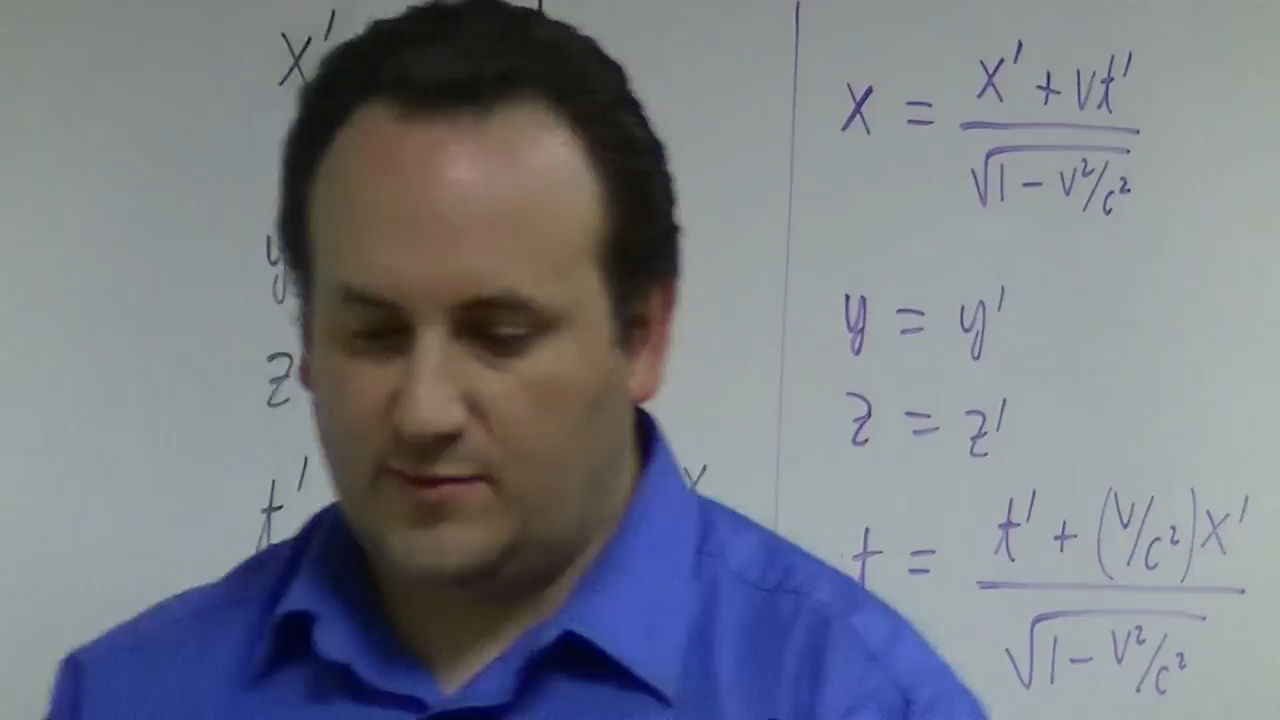 x'
y
z
t'
x
x = x' + vt' / √1 - v²/c²
y = y'
z = z'
t = t' + (v/c²)x' / √1 - v²/c²